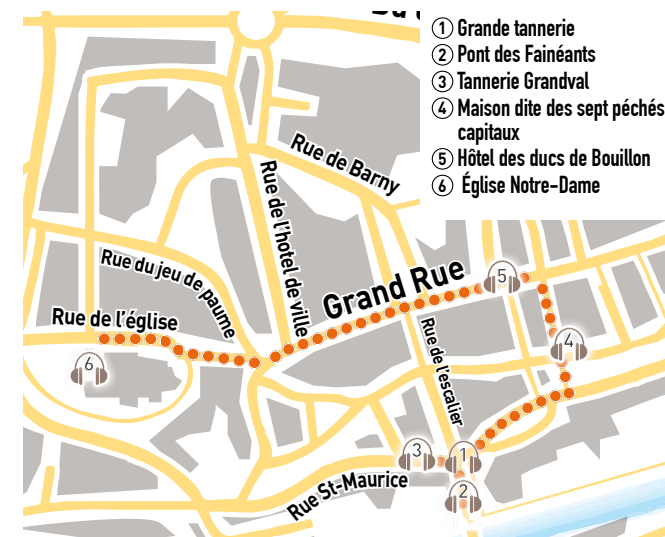 ① Grande tannerie
② Pont des Fainéants
③ Tannerie Grandval
④ Maison dite des sept péchés
capitaux
⑤ Hôtel des ducs de Bouillon
⑥ Église Notre-Dame
Rue de Barny
Rue de l'hotel de ville
Rue du jeu de paume
Grand Rue
5
Rue de l'église
Rue de l'escalier
4
6
3
1
Rue St-Maurice
2